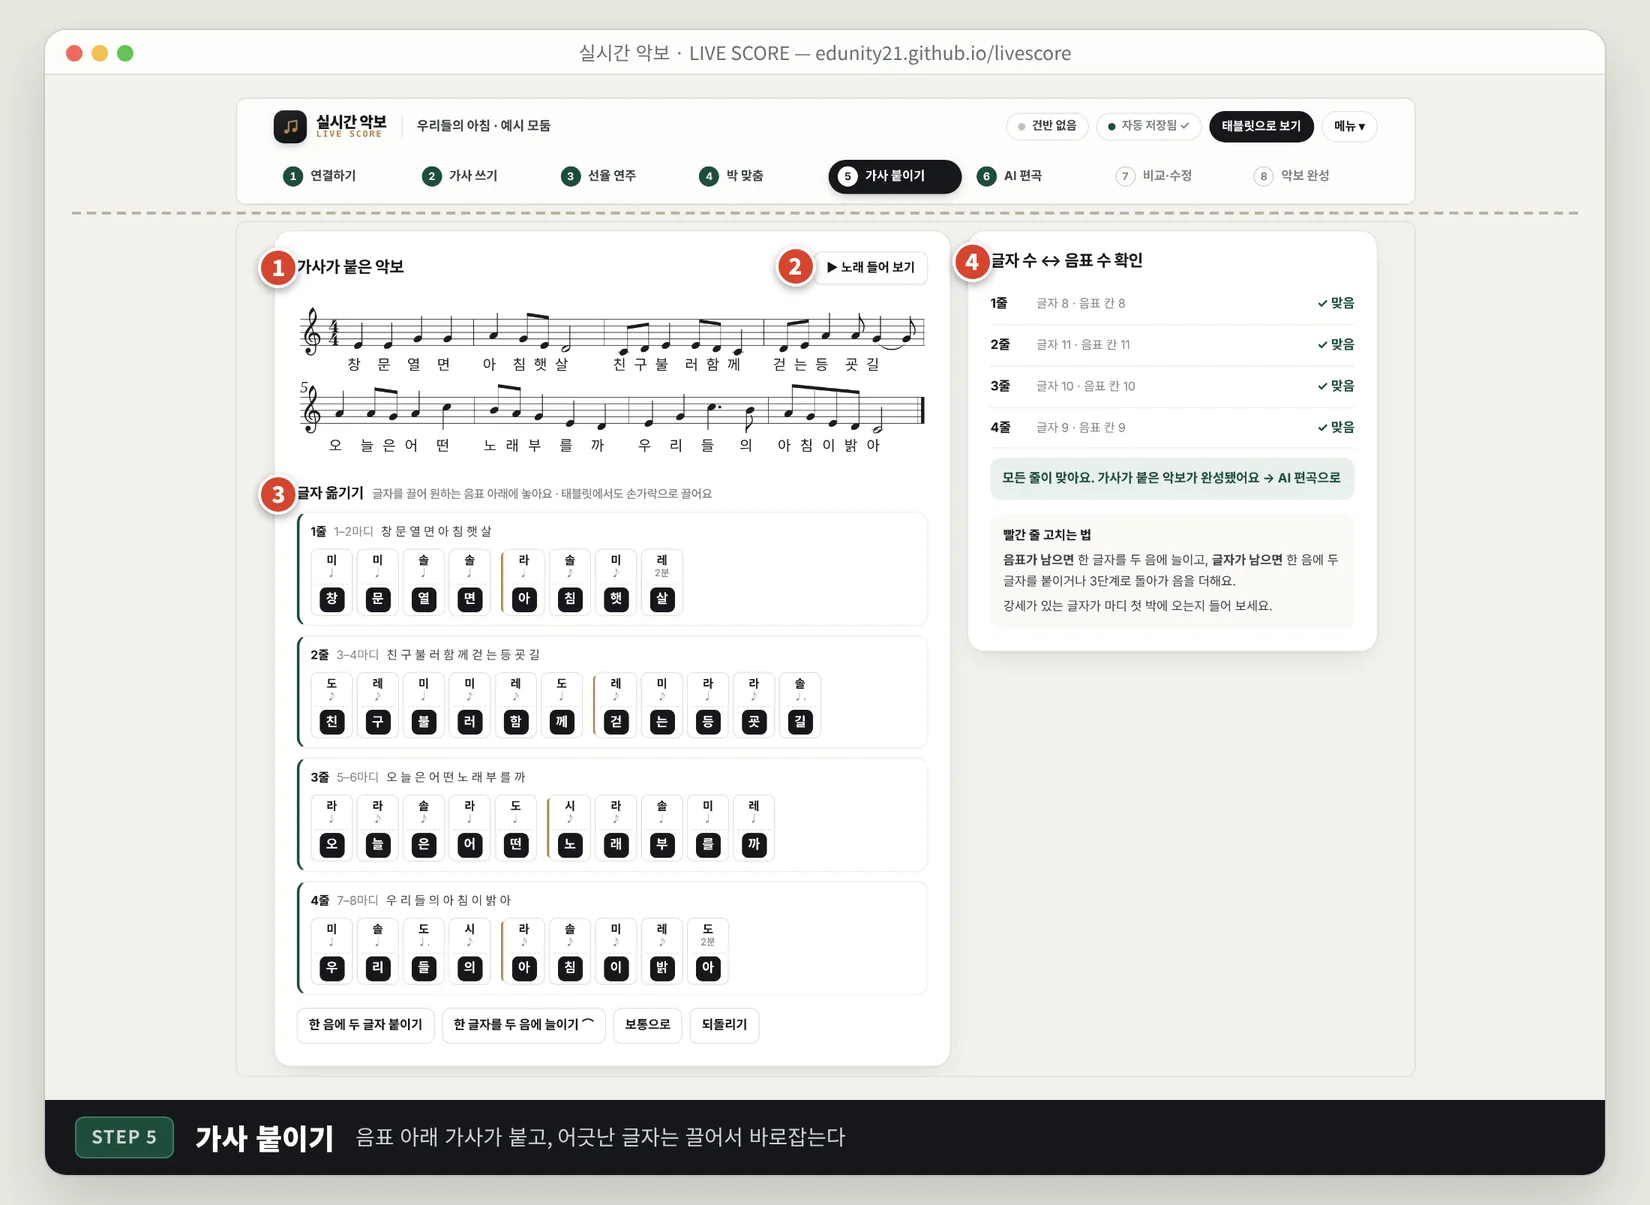 실시간 악보 · LIVE SCORE — edunity21.github.io/livescore
실시간 악보
LIVE SCORE
우리들의 아침 · 예시 모둠
건반 없음
자동 저장됨 ✓
태블릿으로 보기
메뉴 ▾
1 연결하기
2 가사 쓰기
3 선율 연주
4 박 맞춤
5 가사 붙이기
6 AI 편곡
7 비교·수정
8 악보 완성
1 가사가 붙은 악보
2 ▶ 노래 들어 보기
창 문 열 면 아 침 햇 살 친 구 불 러 함 께 걷 는 등 굣 길
5
오 늘 은 어 떤 노 래 부 를 까 우 리 들 의 아 침 이 밝 아
3 글자 옮기기 글자를 끌어 원하는 음표 아래에 놓아요 · 태블릿에서도 손가락으로 끌어요
1줄 1–2마디 창 문 열 면 아 침 햇 살
미 미 솔 솔 라 솔 미 레
♩ ♩ ♩ ♩ ♩ ♪ ♪ 2분
창 문 열 면 아 침 햇 살
2줄 3–4마디 친 구 불 러 함 께 걷 는 등 굣 길
도 레 미 미 레 도 레 미 라 라 솔
♪ ♪ ♩ ♪ ♪ ♩ ♪ ♪ ♩ ♪ ♩.
친 구 불 러 함 께 걷 는 등 굣 길
3줄 5–6마디 오 늘 은 어 떤 노 래 부 를 까
라 라 솔 라 도 시 라 솔 미 레
♩ ♪ ♪ ♩ ♩ ♪ ♪ ♩ ♩ ♩
오 늘 은 어 떤 노 래 부 를 까
4줄 7–8마디 우 리 들 의 아 침 이 밝 아
미 솔 도 시 라 솔 미 레 도
♩ ♩ ♩. ♪ ♪ ♪ ♪ ♪ 2분
우 리 들 의 아 침 이 밝 아
한 음에 두 글자 붙이기
한 글자를 두 음에 늘이기 ⌒
보통으로
되돌리기
4 글자 수 ↔ 음표 수 확인
1줄 글자 8 · 음표 칸 8 ✓ 맞음
2줄 글자 11 · 음표 칸 11 ✓ 맞음
3줄 글자 10 · 음표 칸 10 ✓ 맞음
4줄 글자 9 · 음표 칸 9 ✓ 맞음
모든 줄이 맞아요. 가사가 붙은 악보가 완성됐어요 → AI 편곡으로
빨간 줄 고치는 법
음표가 남으면 한 글자를 두 음에 늘이고, 글자가 남으면 한 음에 두
글자를 붙이거나 3단계로 돌아가 음을 더해요.
강세가 있는 글자가 마디 첫 박에 오는지 들어 보세요.
STEP 5
가사 붙이기
음표 아래 가사가 붙고, 어긋난 글자는 끌어서 바로잡는다